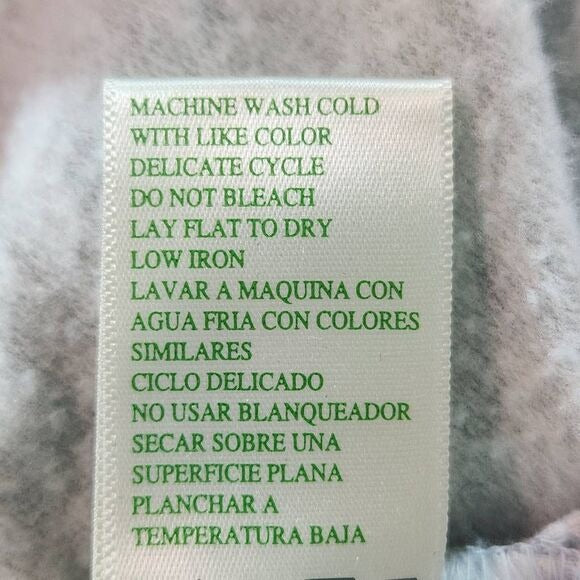 MACHINE WASH COLD
WITH LIKE COLOR
DELICATE CYCLE
DO NOT BLEACH
LAY FLAT TO DRY
LOW IRON
LAVAR A MAQUINA CON
AGUA FRIA CON COLORES
SIMILARES
CICLO DELICADO
NO USAR BLANQUEADOR
SECAR SOBRE UNA
SUPERFICIE PLANA
PLANCHAR A
TEMPERATURA BAJA